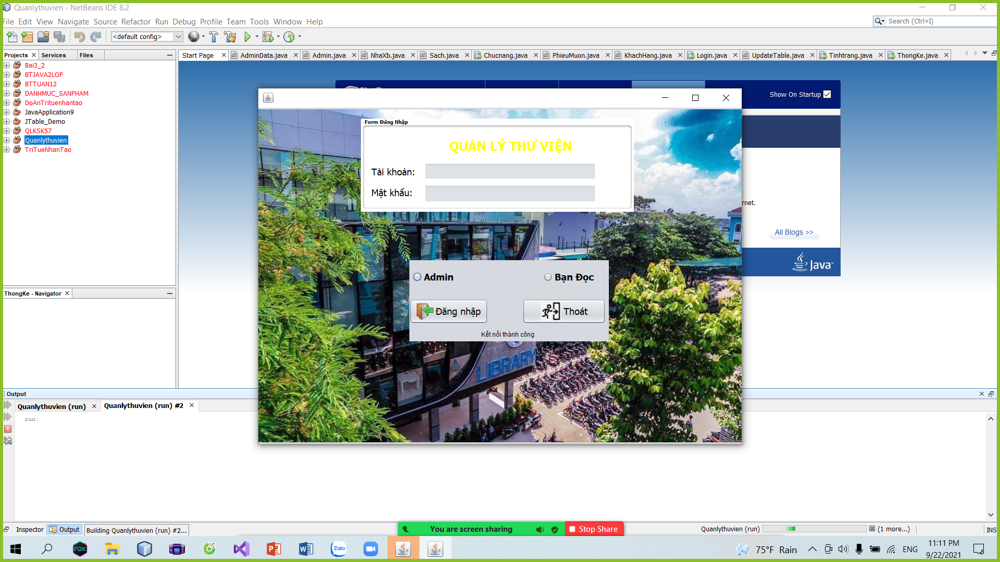 Quanlythuvien - NetBeans IDE 8.2
File Edit View Navigate Source Refactor Run Debug Profile Team Tools Window Help
Search (Ctrl+I)
<default config>
Projects Services Files
Start Page AdminData.java Admin.java NhaXb.java Sach.java Chucnang.java PhieuMuon.java KhachHang.java Login.java UpdateTable.java Tinhtrang.java ThongKe.java
Bai3_2
BTJAVA2LOP
BTTUAN12
DANHMUC_SANPHAM
DoAnTrituenhantao
JavaApplication9
JTable_Demo
QLKSK57
Quanlythuvien
TriTueNhanTao
Show On Startup
Form Đăng Nhập
QUẢN LÝ THƯ VIỆN
Tài khoản:
Mật khẩu:
rnet.
All Blogs >>
Java
Admin Bạn Đọc
Đăng nhập Thoát
Kết nối thành công
LIBRARY
ThongKe - Navigator
Output
Quanlythuvien (run) Quanlythuvien (run) #2
run:
Inspector Output Building Quanlythuvien (run) #2...
You are screen sharing Stop Share
Quanlythuvien (run) (1 more...) INS
nox
Zalo
75°F Rain ENG
11:11 PM
9/22/2021